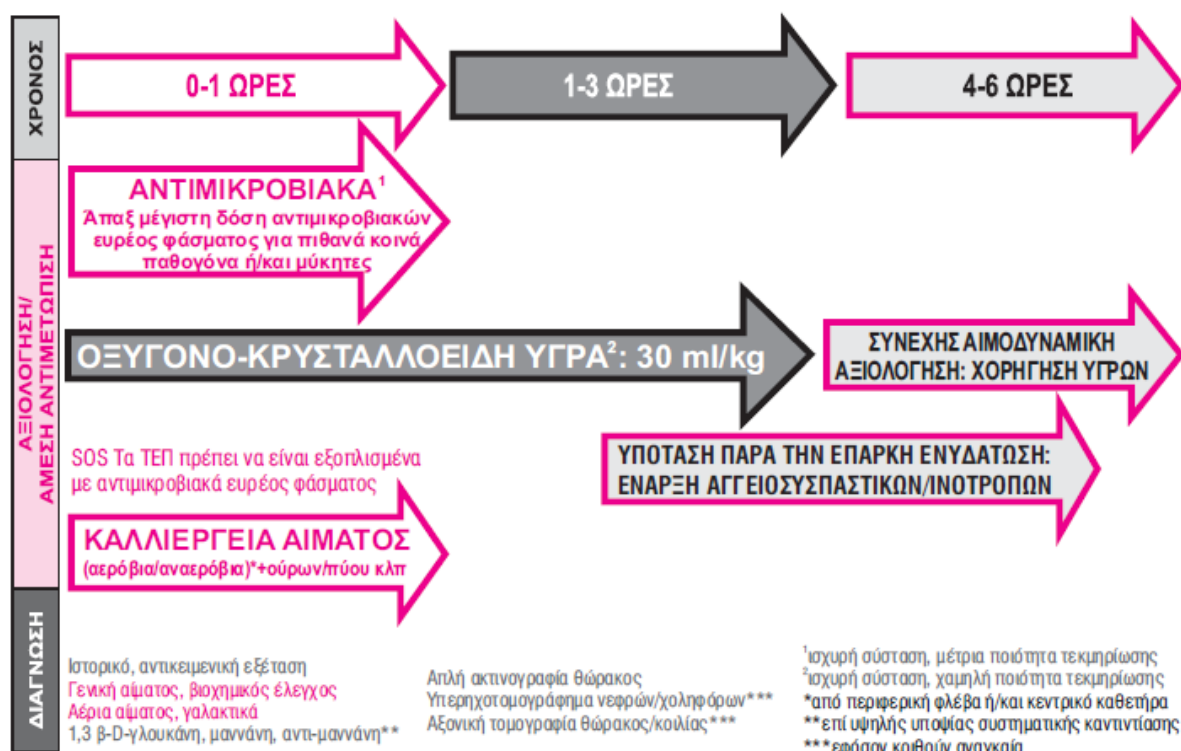 ΧΡΟΝΟΣ
0-1 ΩΡΕΣ
1-3 ΩΡΕΣ
4-6 ΩΡΕΣ
ΑΞΙΟΛΟΓΗΣΗ/
ΑΜΕΣΗ ΑΝΤΙΜΕΤΩΠΙΣΗ
ΑΝΤΙΜΙΚΡΟΒΙΑΚΑ¹
Άπαξ μέγιστη δόση αντιμικροβιακών
ευρέος φάσματος για πιθανά κοινά
παθογόνα ή/και μύκητες
ΟΞΥΓΟΝΟ-ΚΡΥΣΤΑΛΛΟΕΙΔΗ ΥΓΡΑ²: 30 ml/kg
ΣΥΝΕΧΗΣ ΑΙΜΟΔΥΝΑΜΙΚΗ
ΑΞΙΟΛΟΓΗΣΗ: ΧΟΡΗΓΗΣΗ ΥΓΡΩΝ
SOS Τα ΤΕΠ πρέπει να είναι εξοπλισμένα
με αντιμικροβιακά ευρέος φάσματος
ΥΠΟΤΑΣΗ ΠΑΡΑ ΤΗΝ ΕΠΑΡΚΗ ΕΝΥΔΑΤΩΣΗ:
ΕΝΑΡΞΗ ΑΓΓΕΙΟΣΥΣΠΑΣΤΙΚΩΝ/ΙΝΟΤΡΟΠΩΝ
ΚΑΛΛΙΕΡΓΕΙΑ ΑΙΜΑΤΟΣ
(αερόβια/αναερόβια)*+ούρων/πύου κλπ
ΔΙΑΓΝΩΣΗ
Ιστορικό, αντικειμενική εξέταση
Γενική αίματος, βιοχημικός έλεγχος
Αέρια αίματος, γαλακτικά
1,3 β-D-γλουκάνη, μαννάνη, αντι-μαννάνη**
Απλή ακτινογραφία θώρακος
Υπερηχοτομογράφημα νεφρών/χοληφόρων***
Αξονική τομογραφία θώρακος/κοιλίας***
¹ισχυρή σύσταση, μέτρια ποιότητα τεκμηρίωσης
²ισχυρή σύσταση, χαμηλή ποιότητα τεκμηρίωσης
*από περιφερική φλέβα ή/και κεντρικό καθετήρα
**επί υψηλής υποψίας συστηματικής καντιντίασης
***εφόσον κριθούν αναγκαία